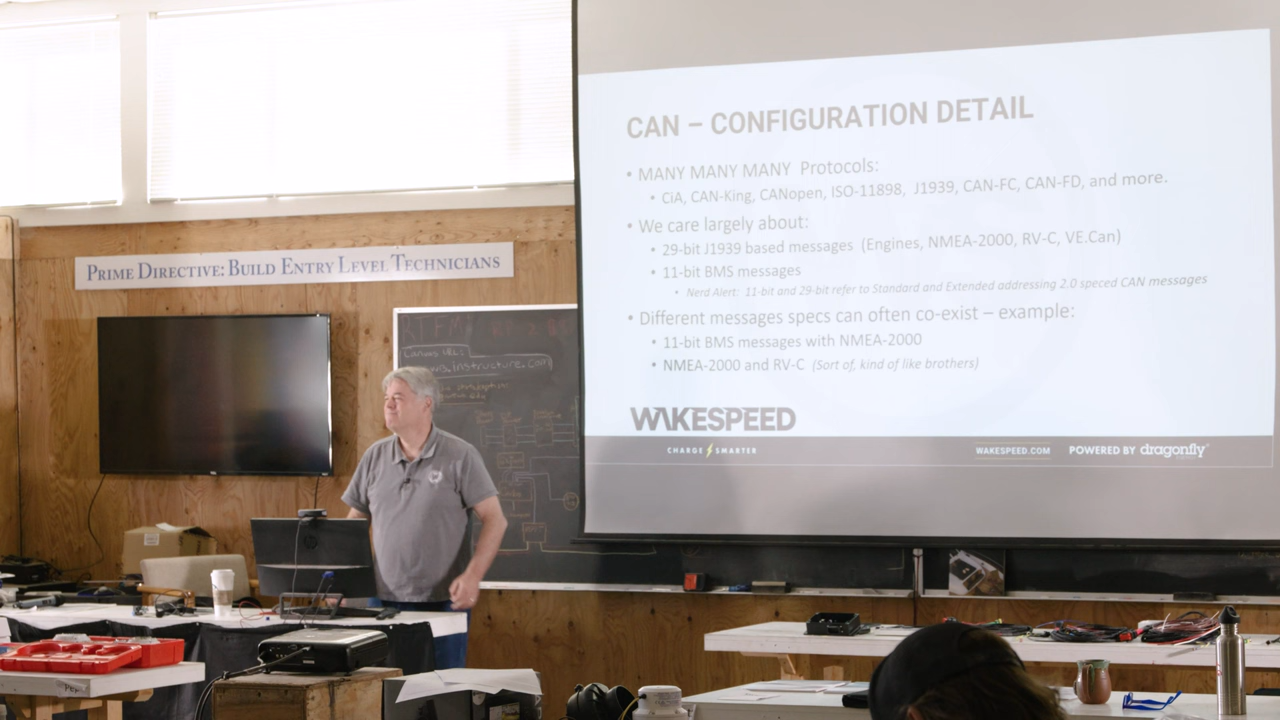 CAN – CONFIGURATION DETAIL
• MANY MANY MANY Protocols:
• CiA, CAN-King, CANopen, ISO-11898, J1939, CAN-FC, CAN-FD, and more.
• We care largely about:
• 29-bit J1939 based messages (Engines, NMEA-2000, RV-C, VE.Can)
• 11-bit BMS messages
• Nerd Alert: 11-bit and 29-bit refer to Standard and Extended addressing 2.0 speced CAN messages
• Different messages specs can often co-exist – example:
• 11-bit BMS messages with NMEA-2000
• NMEA-2000 and RV-C (Sort of, kind of like brothers)
WAKESPEED
CHARGE SMARTER
WAKESPEED.COM POWERED BY dragonfly
PRIME DIRECTIVE: BUILD ENTRY LEVEL TECHNICIANS
RTFM
Canvas URL:
.instructure.com